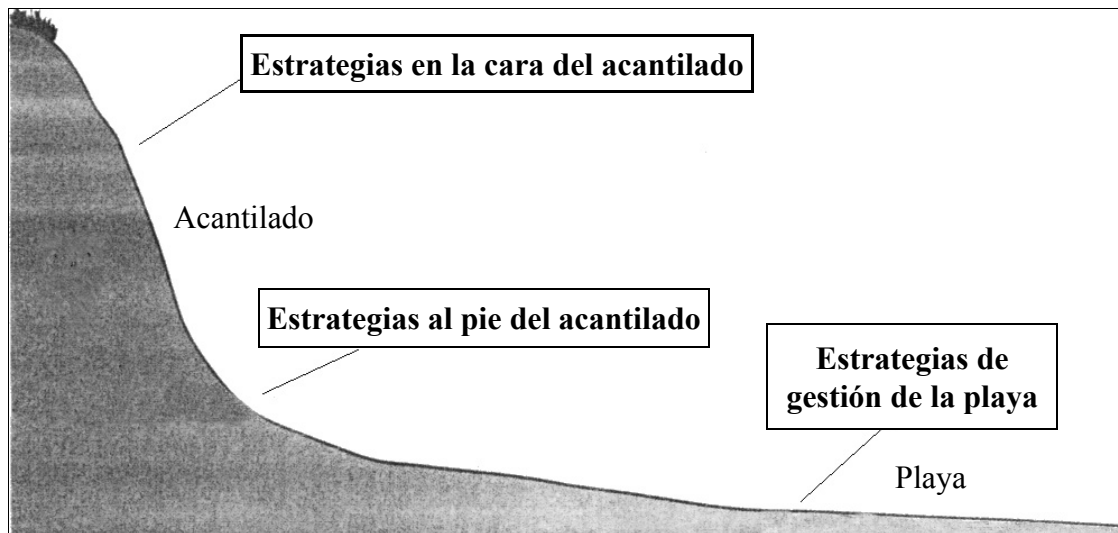 Estrategias en la cara del acantilado
Acantilado
Estrategias al pie del acantilado
Estrategias de
gestión de la playa
Playa